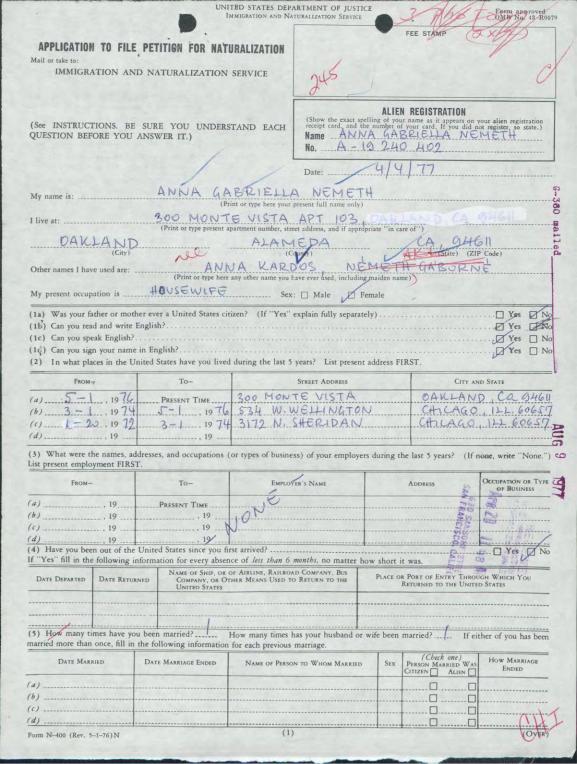 UNITED STATES DEPARTMENT OF JUSTICE
IMMIGRATION AND NATURALIZATION SERVICE
Form approved
OMB No. 43-R0079
APPLICATION TO FILE PETITION FOR NATURALIZATION
Mail or take to:
IMMIGRATION AND NATURALIZATION SERVICE
FEE STAMP
245
(See INSTRUCTIONS. BE SURE YOU UNDERSTAND EACH QUESTION BEFORE YOU ANSWER IT.)
ALIEN REGISTRATION
(Show the exact spelling of your name as it appears on your alien registration receipt card, and the number of your card. If you did not register, so state.)
Name ANNA GABRIELLA NEMETH
No. A-19 240 402
Date: 4/4/77
My name is: ANNA GABRIELLA NEMETH
(Print or type here your present full name only)
I live at: 300 MONTE VISTA APT 103, OAKLAND CA 94611
(Print or type present apartment number, street address, and if appropriate "in care of")
OAKLAND ALAMEDA CA, 94611
(City) (County) (State) (ZIP Code)
Other names I have used are: nee ANNA KARDOS, NEMETH GABORNE
(Print or type here any other name you have ever used, including maiden name)
My present occupation is HOUSEWIFE Sex: Male Female
G-360 mailed
(1a) Was your father or mother ever a United States citizen? (If "Yes" explain fully separately) Yes No
(1b) Can you read and write English? Yes No
(1c) Can you speak English? Yes No
(1d) Can you sign your name in English? Yes No
(2) In what places in the United States have you lived during the last 5 years? List present address FIRST.
FROM— TO— STREET ADDRESS CITY AND STATE
(a) 5-1, 1976 PRESENT TIME 300 MONTE VISTA OAKLAND, CA 94611
(b) 3-1, 1974 5-1, 1976 534 W. WELLINGTON CHICAGO, ILL. 60657
(c) 1-20, 1972 3-1, 1974 3172 N. SHERIDAN CHICAGO, ILL. 60657
(d) , 19 , 19
AUG 9 1977
(3) What were the names, addresses, and occupations (or types of business) of your employers during the last 5 years? (If none, write "None.")
List present employment FIRST.
FROM— TO— EMPLOYER'S NAME ADDRESS OCCUPATION OR TYPE OF BUSINESS
(a) , 19 PRESENT TIME
(b) , 19 , 19
(c) , 19 , 19
(d) , 19 , 19
NONE
630 SANSOME
SAN FRANCISCO, CALIF.
(4) Have you been out of the United States since you first arrived? Yes No
If "Yes" fill in the following information for every absence of less than 6 months, no matter how short it was.
DATE DEPARTED DATE RETURNED NAME OF SHIP, OR OF AIRLINE, RAILROAD COMPANY, BUS COMPANY, OR OTHER MEANS USED TO RETURN TO THE UNITED STATES PLACE OR PORT OF ENTRY THROUGH WHICH YOU RETURNED TO THE UNITED STATES
(5) How many times have you been married? 1 How many times has your husband or wife been married? 1 If either of you has been
married more than once, fill in the following information for each previous marriage.
DATE MARRIED DATE MARRIAGE ENDED NAME OF PERSON TO WHOM MARRIED SEX (Check one) PERSON MARRIED WAS CITIZEN ALIEN HOW MARRIAGE ENDED
(a)
(b)
(c)
(d)
CHI
Form N-400 (Rev. 5-1-76)N
(1)
(OVER)